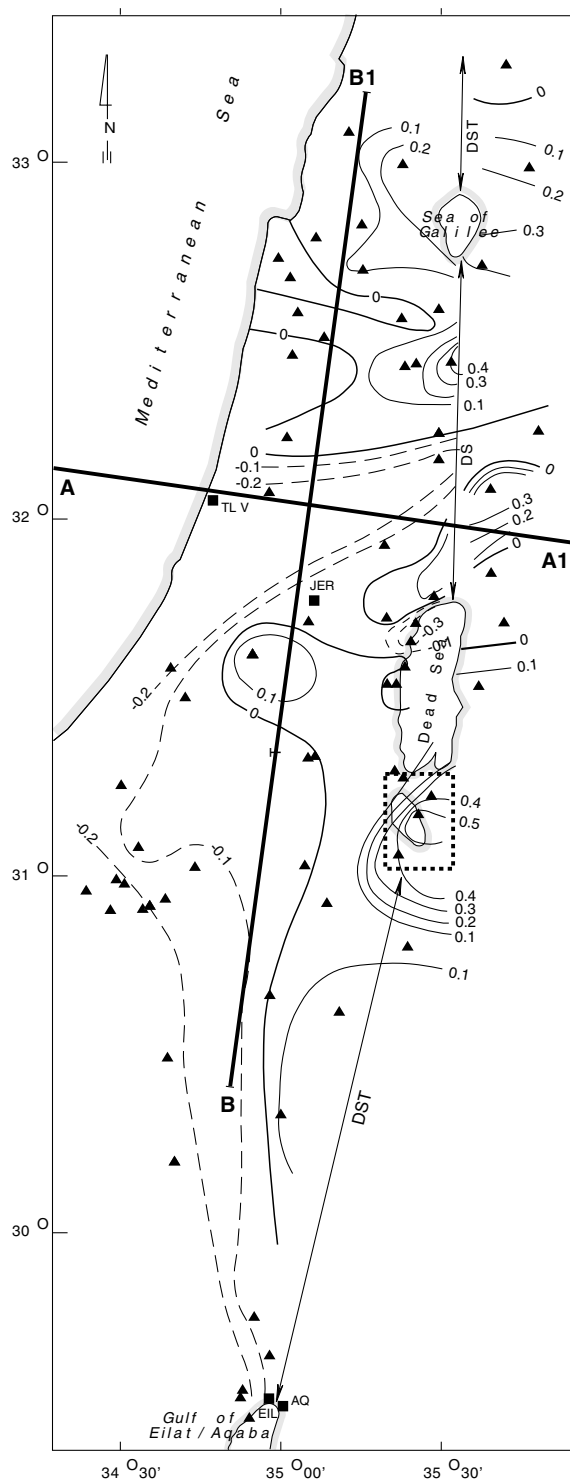 B1
0
0.1
0.1
0.2
0.2
DST
N
33 O
Sea of
Galilee
0.3
Mediterranean Sea
0
0
0.4
0.3
0.1
0
-0.1
-0.2
DS
0
A
TL V
0.3
0.2
0
32 O
A1
JER
-0.3
-0.1
0
0.1
-0.2
0.1
0
Dead Sea
0.4
0.5
-0.2
-0.1
31 O
0.4
0.3
0.2
0.1
0.1
B
DST
30 O
AQ
EIL
Gulf of
Eilat / Aqaba
34 O 30' 35 O 00' 35 O 30'